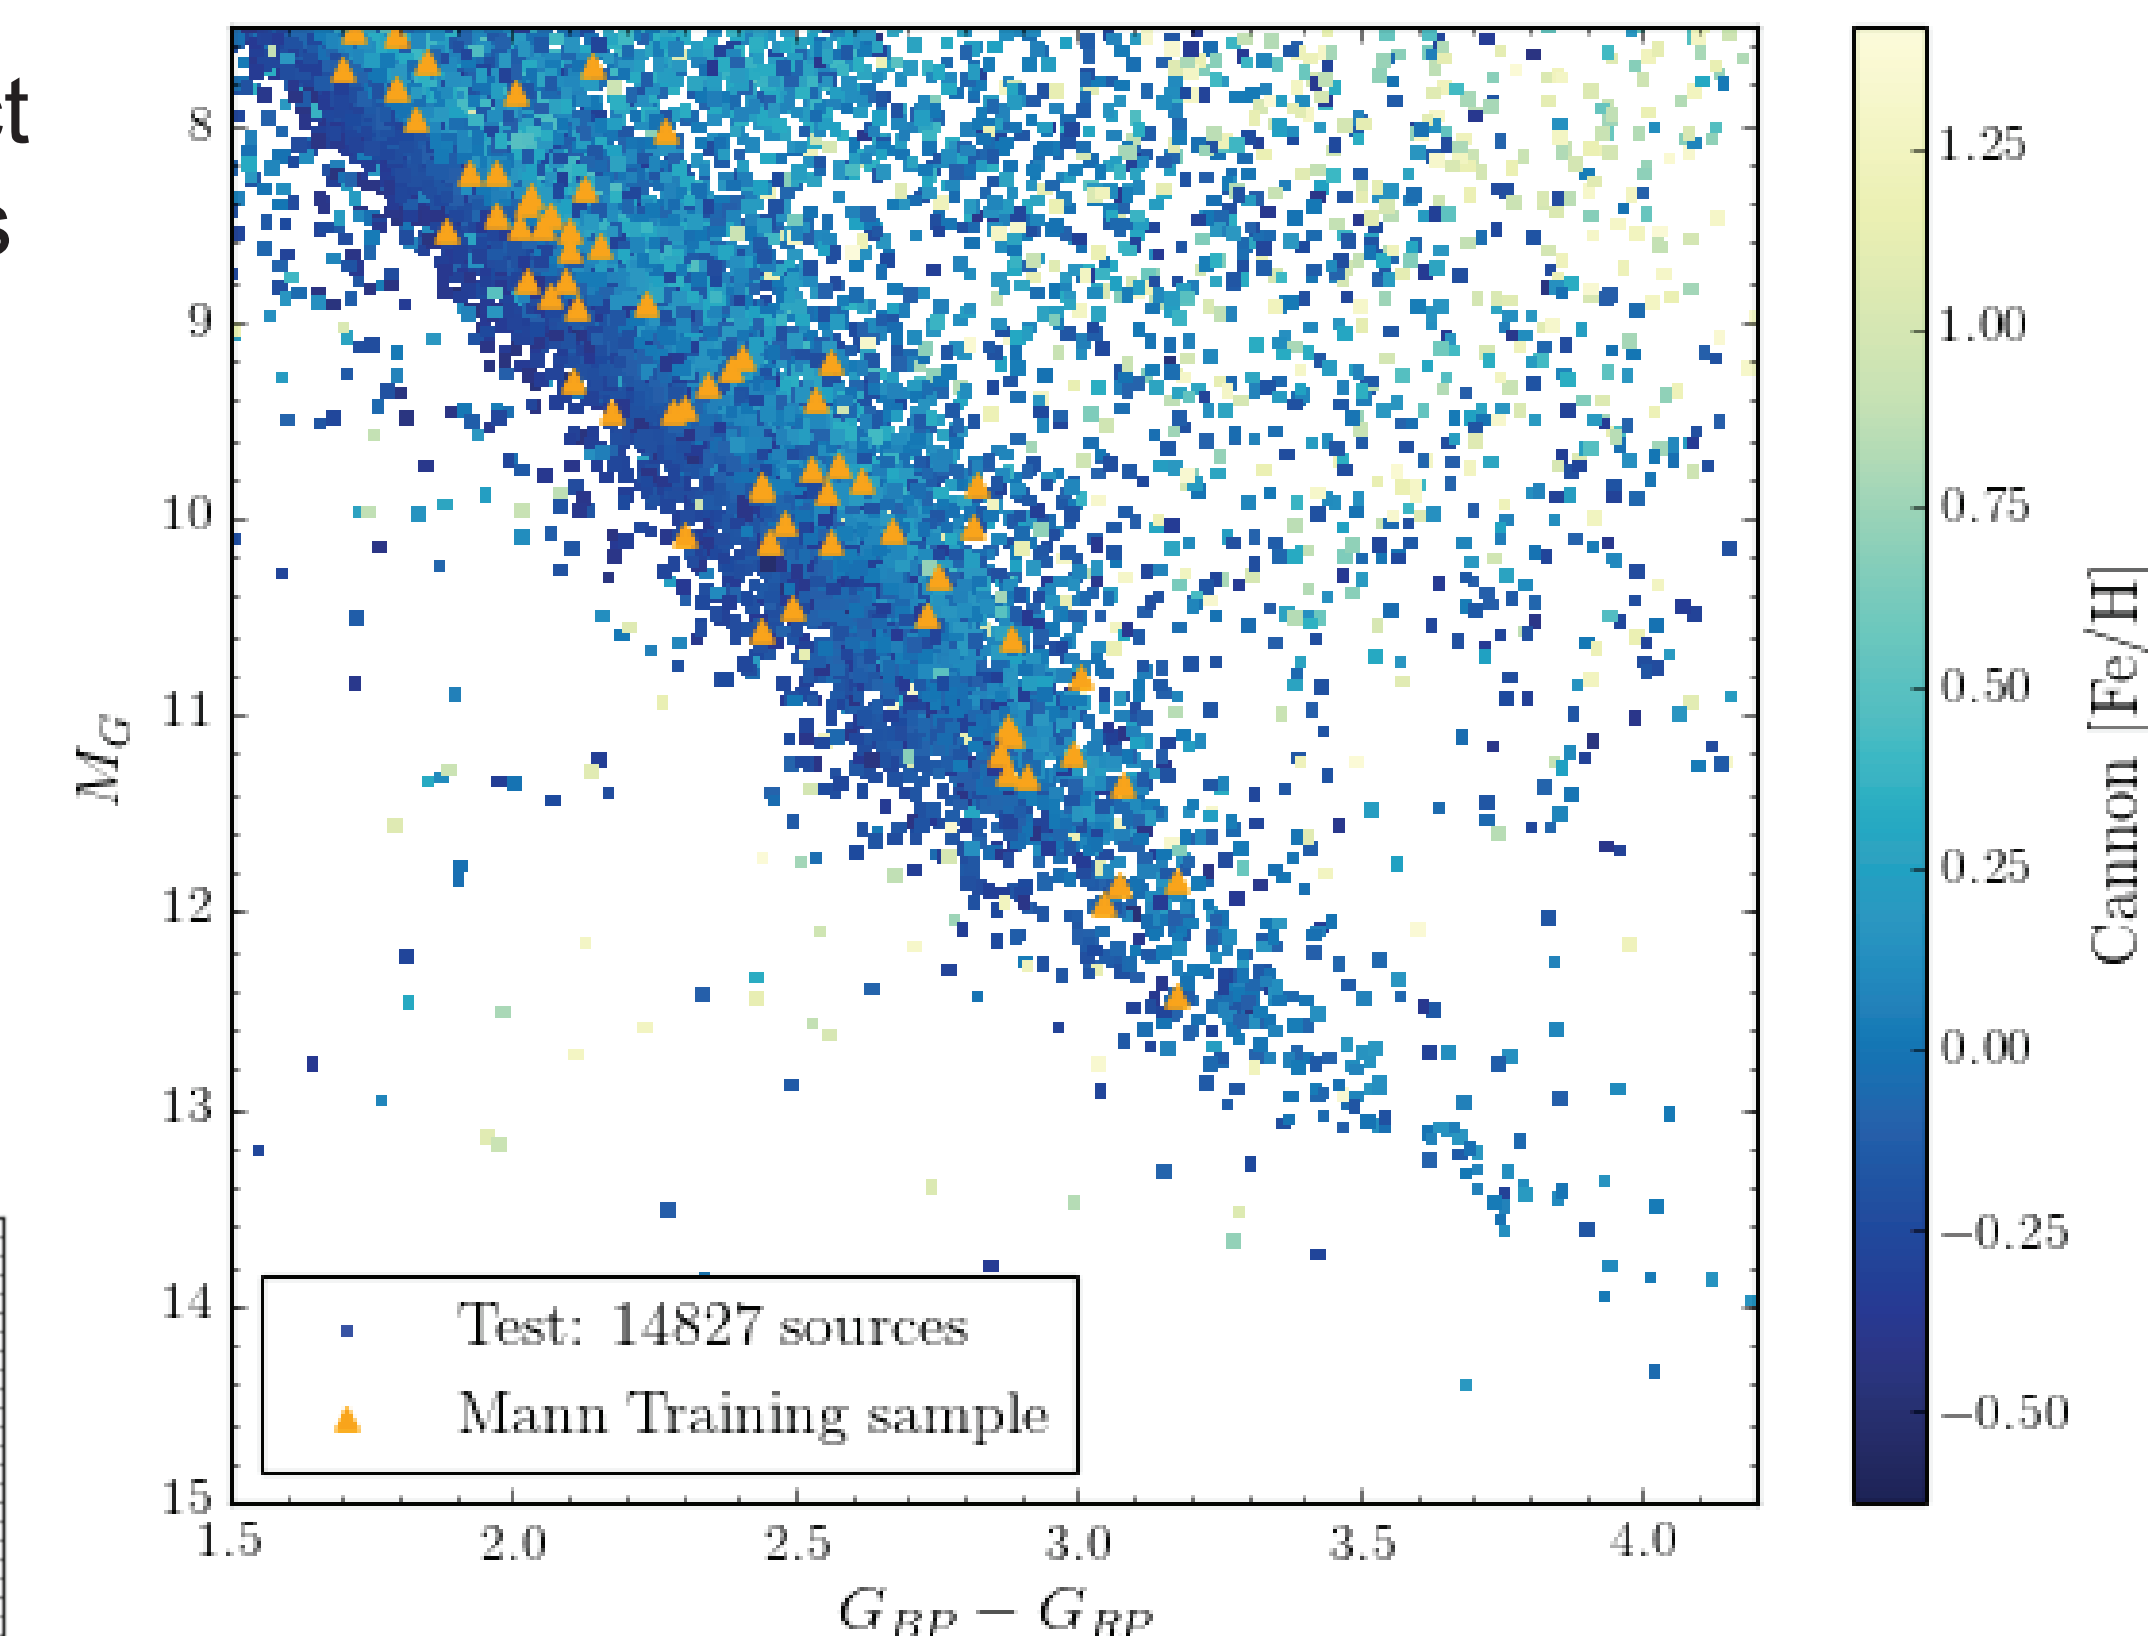 ct
s
8
9
10
11
12
13
14
15
M_G
Test: 14827 sources
Mann Training sample
1.5 2.0 2.5 3.0 3.5 4.0
G_BP − G_RP
1.25
1.00
0.75
0.50
0.25
0.00
−0.25
−0.50
Cannon [Fe/H]